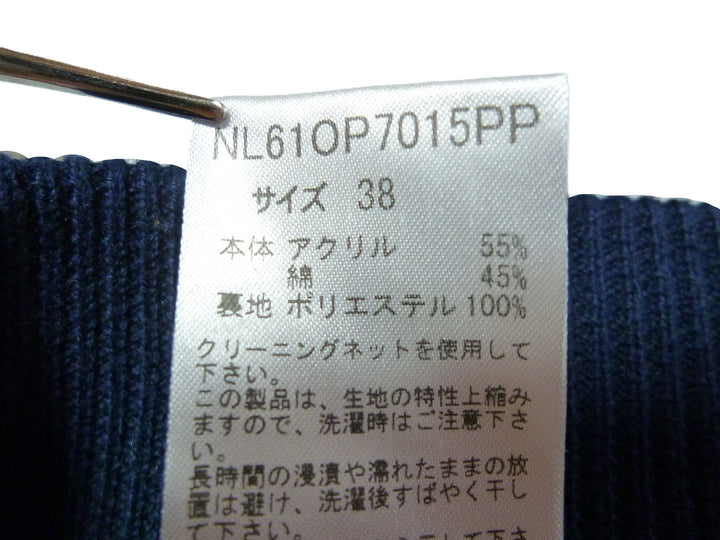 NL61OP7015PP
サイズ 38
本体 アクリル 55%
綿 45%
裏地 ポリエステル 100%
クリーニングネットを使用して
下さい。
この製品は、生地の特性上縮み
ますので、洗濯時はご注意下さ
い。
長時間の浸漬や濡れたままの放
置は避け、洗濯後すばやく干し
て下さい。